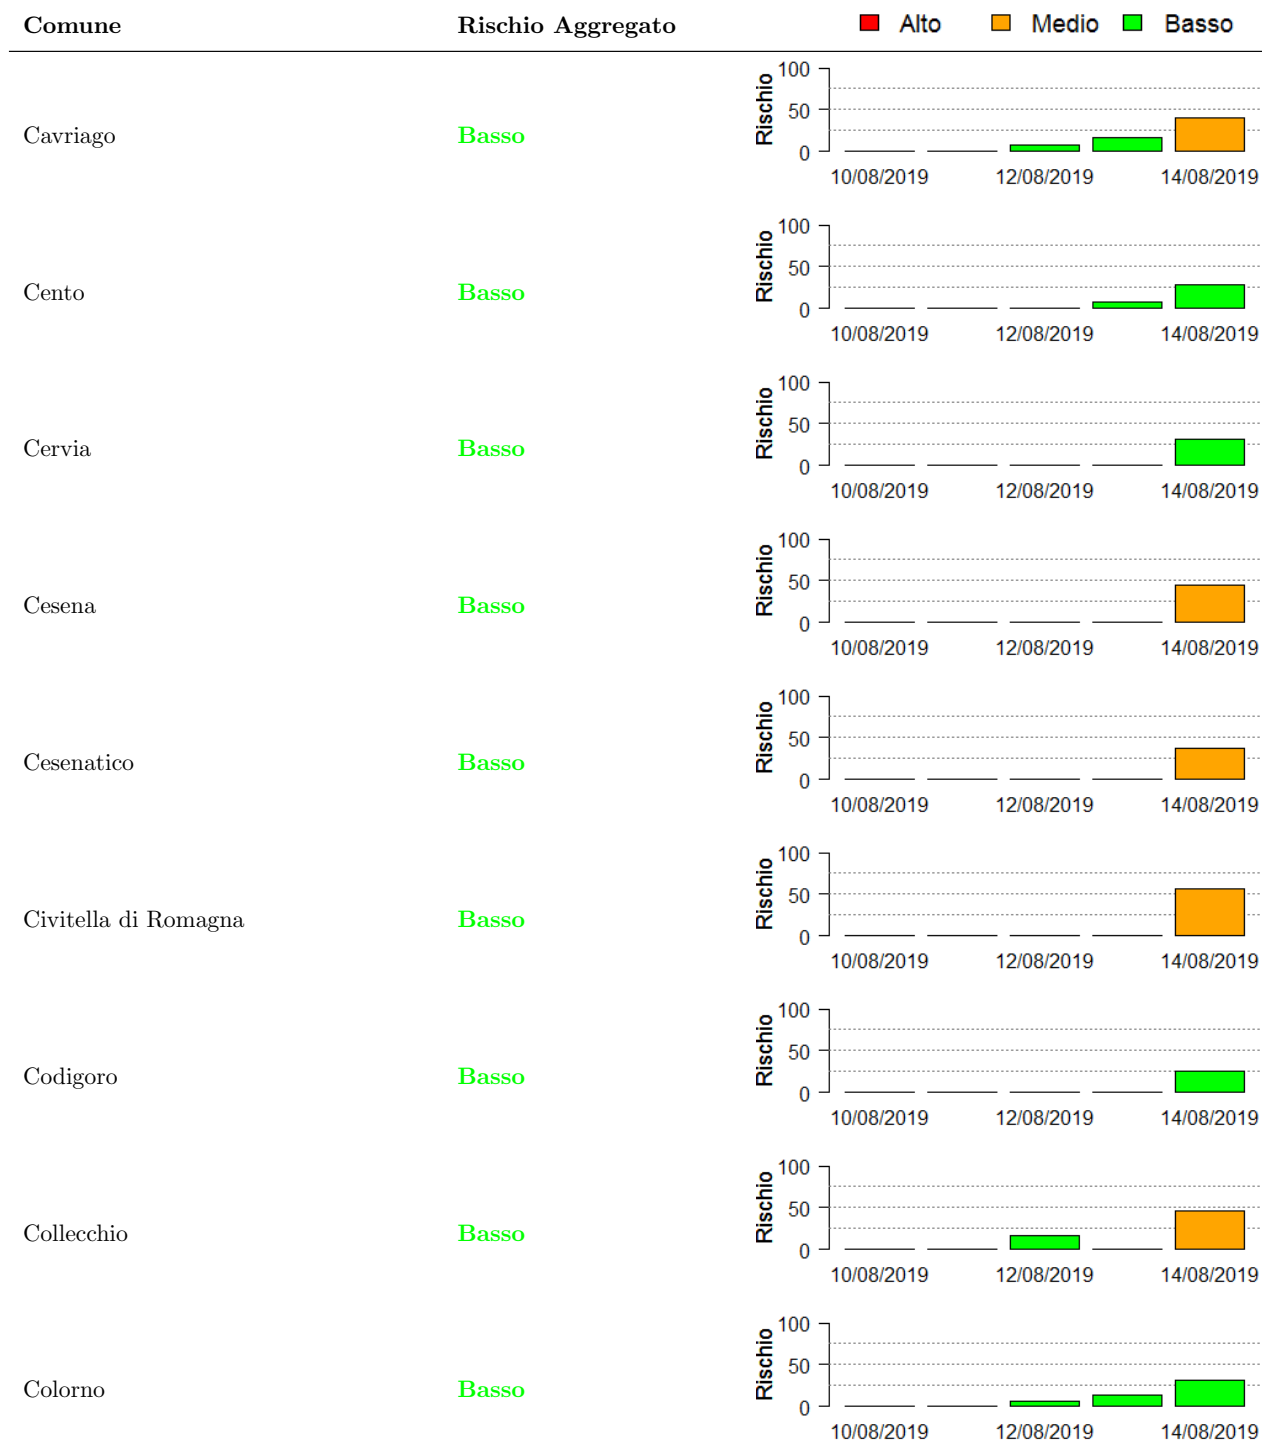 Comune Rischio Aggregato Alto Medio Basso
Cavriago Basso
Rischio
100
50
0
10/08/2019 12/08/2019 14/08/2019
Cento Basso
Rischio
100
50
0
10/08/2019 12/08/2019 14/08/2019
Cervia Basso
Rischio
100
50
0
10/08/2019 12/08/2019 14/08/2019
Cesena Basso
Rischio
100
50
0
10/08/2019 12/08/2019 14/08/2019
Cesenatico Basso
Rischio
100
50
0
10/08/2019 12/08/2019 14/08/2019
Civitella di Romagna Basso
Rischio
100
50
0
10/08/2019 12/08/2019 14/08/2019
Codigoro Basso
Rischio
100
50
0
10/08/2019 12/08/2019 14/08/2019
Collecchio Basso
Rischio
100
50
0
10/08/2019 12/08/2019 14/08/2019
Colorno Basso
Rischio
100
50
0
10/08/2019 12/08/2019 14/08/2019